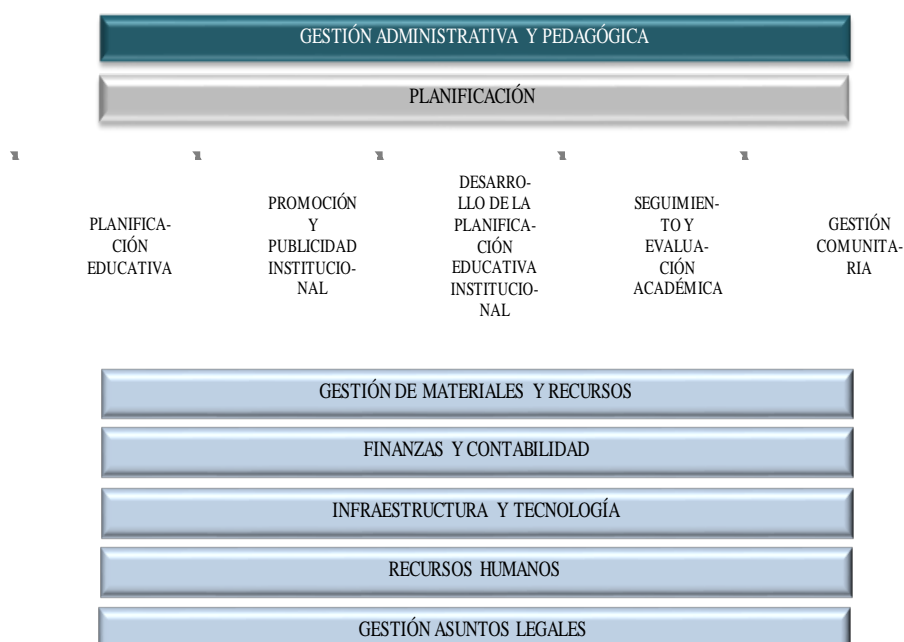 GESTIÓN ADMINISTRATIVA Y PEDAGÓGICA
PLANIFICACIÓN
PLANIFICA-
CIÓN
EDUCATIVA
PROMOCIÓN
Y
PUBLICIDAD
INSTITUCIO-
NAL
DESARRO-
LLO DE LA
PLANIFICA-
CIÓN
EDUCATIVA
INSTITUCIO-
NAL
SEGUIMIEN-
TO Y
EVALUA-
CIÓN
ACADÉMICA
GESTIÓN
COMUNITA-
RIA
GESTIÓN DE MATERIALES Y RECURSOS
FINANZAS Y CONTABILIDAD
INFRAESTRUCTURA Y TECNOLOGÍA
RECURSOS HUMANOS
GESTIÓN ASUNTOS LEGALES